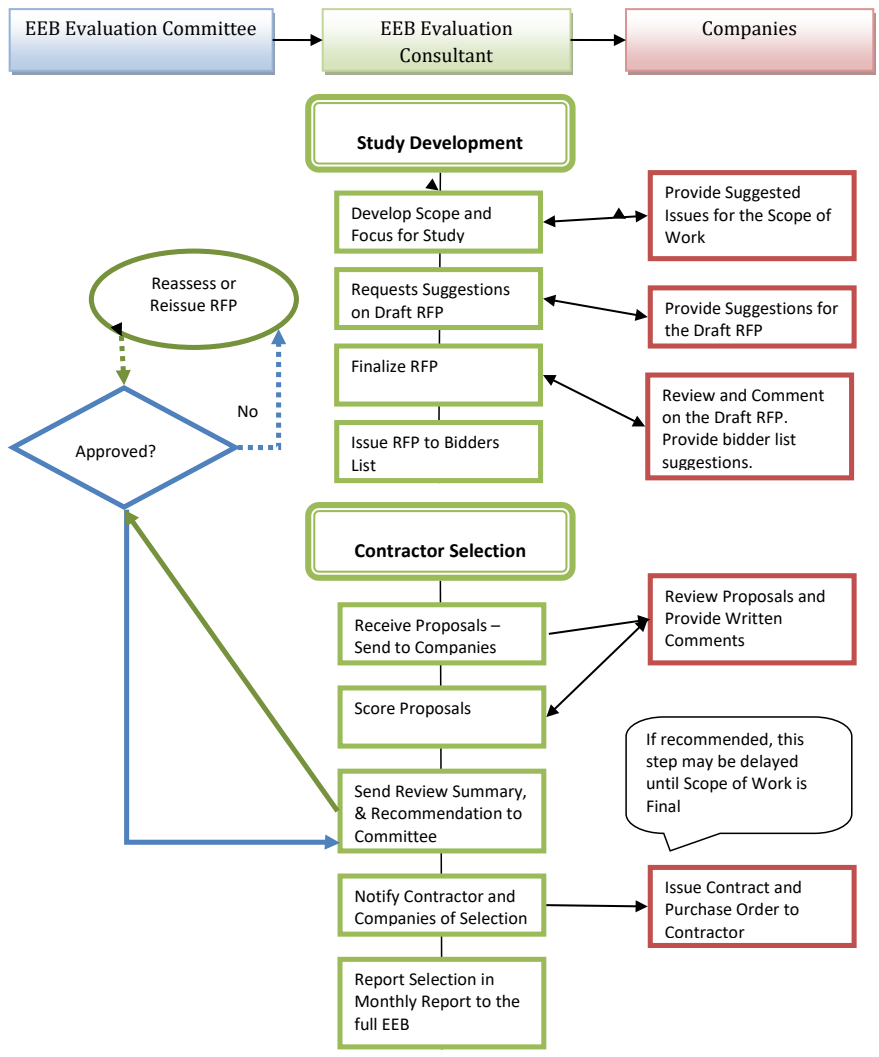 EEB Evaluation Committee
EEB Evaluation
Consultant
Companies
Study Development
Develop Scope and
Focus for Study
Provide Suggested
Issues for the Scope of
Work
Reassess or
Reissue RFP
Requests Suggestions
on Draft RFP
Provide Suggestions for
the Draft RFP
Finalize RFP
Review and Comment
on the Draft RFP.
Provide bidder list
suggestions.
No
Approved?
Issue RFP to Bidders
List
Contractor Selection
Receive Proposals –
Send to Companies
Review Proposals and
Provide Written
Comments
Score Proposals
If recommended, this
step may be delayed
until Scope of Work is
Final
Send Review Summary,
& Recommendation to
Committee
Notify Contractor and
Companies of Selection
Issue Contract and
Purchase Order to
Contractor
Report Selection in
Monthly Report to the
full EEB